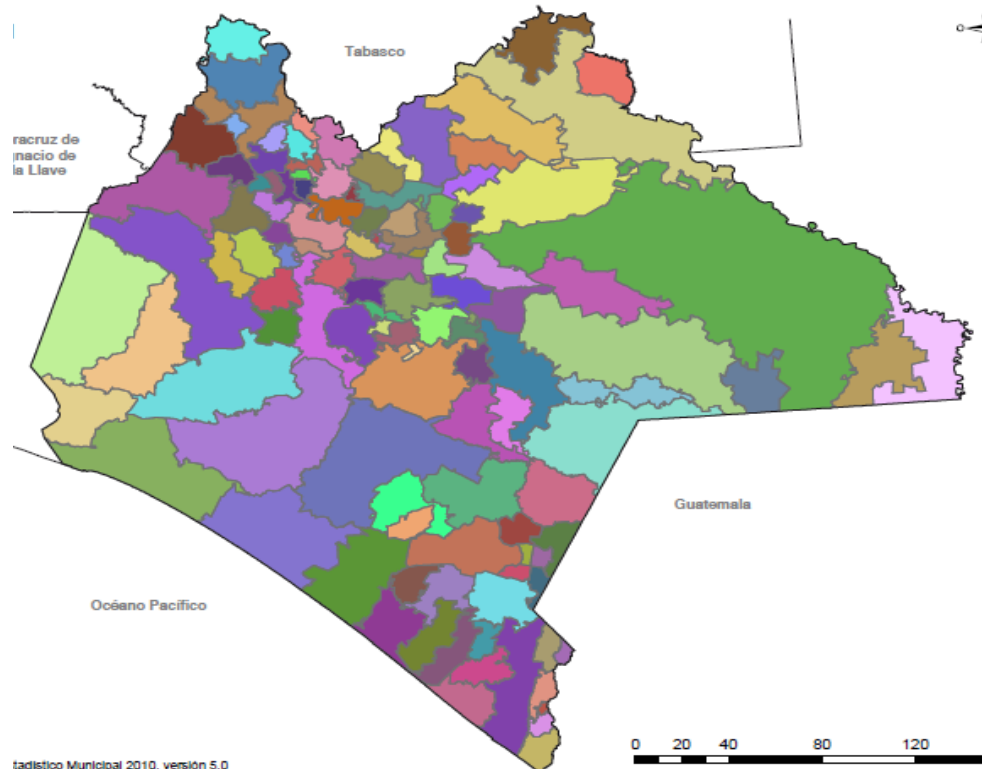 Tabasco
racruz de
gnacio de
la Llave
Guatemala
Océano Pacífico
0 20 40 80 120
tadístico Municipal 2010, versión 5.0